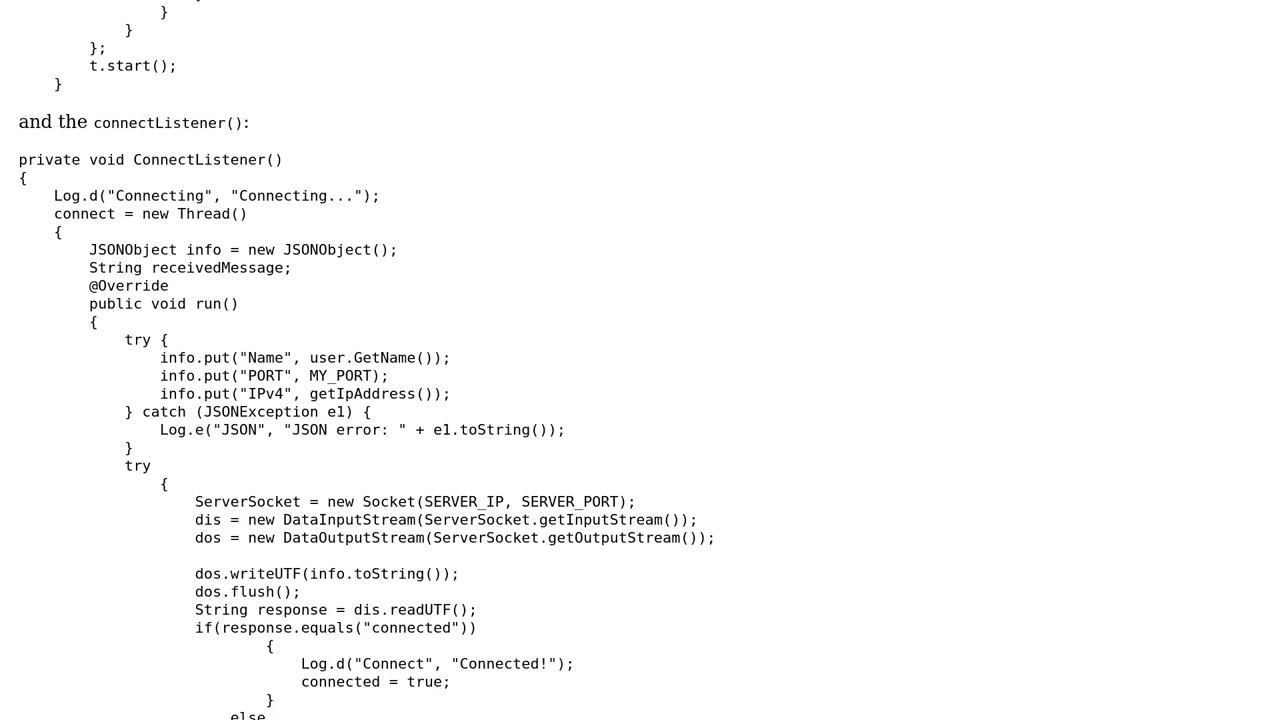 }
            }
        };
        t.start();
    }
and the connectListener():
private void ConnectListener()
{
    Log.d("Connecting", "Connecting...");
    connect = new Thread()
    {
        JSONObject info = new JSONObject();
        String receivedMessage;
        @Override
        public void run()
        {
            try {
                info.put("Name", user.GetName());
                info.put("PORT", MY_PORT);
                info.put("IPv4", getIpAddress());
            } catch (JSONException e1) {
                Log.e("JSON", "JSON error: " + e1.toString());
            }
            try
                {
                    ServerSocket = new Socket(SERVER_IP, SERVER_PORT);
                    dis = new DataInputStream(ServerSocket.getInputStream());
                    dos = new DataOutputStream(ServerSocket.getOutputStream());

                    dos.writeUTF(info.toString());
                    dos.flush();
                    String response = dis.readUTF();
                    if(response.equals("connected"))
                            {
                                Log.d("Connect", "Connected!");
                                connected = true;
                            }
                        else